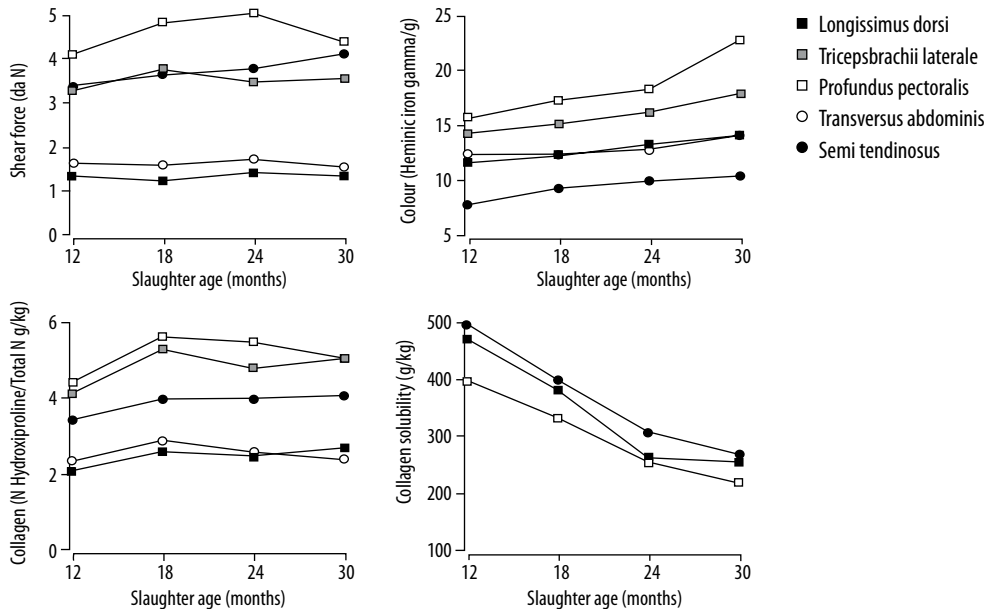 Shear force (da N)
5
4
3
2
1
0
12 18 24 30
Slaughter age (months)
Colour (Heminic iron gamma/g)
25
20
15
10
5
12 18 24 30
Slaughter age (months)
Longissimus dorsi
Tricepsbrachii laterale
Profundus pectoralis
Transversus abdominis
Semi tendinosus
Collagen (N Hydroxiproline/Total N g/kg)
6
4
2
0
12 18 24 30
Slaughter age (months)
Collagen solubility (g/kg)
500
400
300
200
100
12 18 24 30
Slaughter age (months)